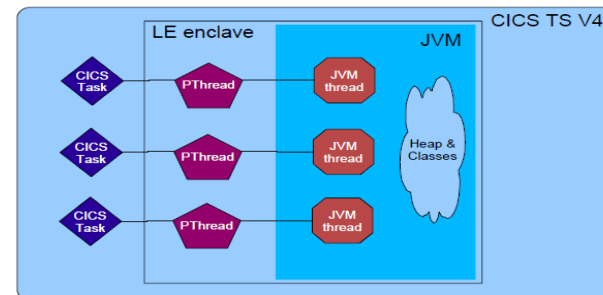 CICS TS V4
LE enclave
JVM
CICS
Task
PThread
JVM
thread
CICS
Task
PThread
JVM
thread
Heap &
Classes
CICS
Task
PThread
JVM
thread